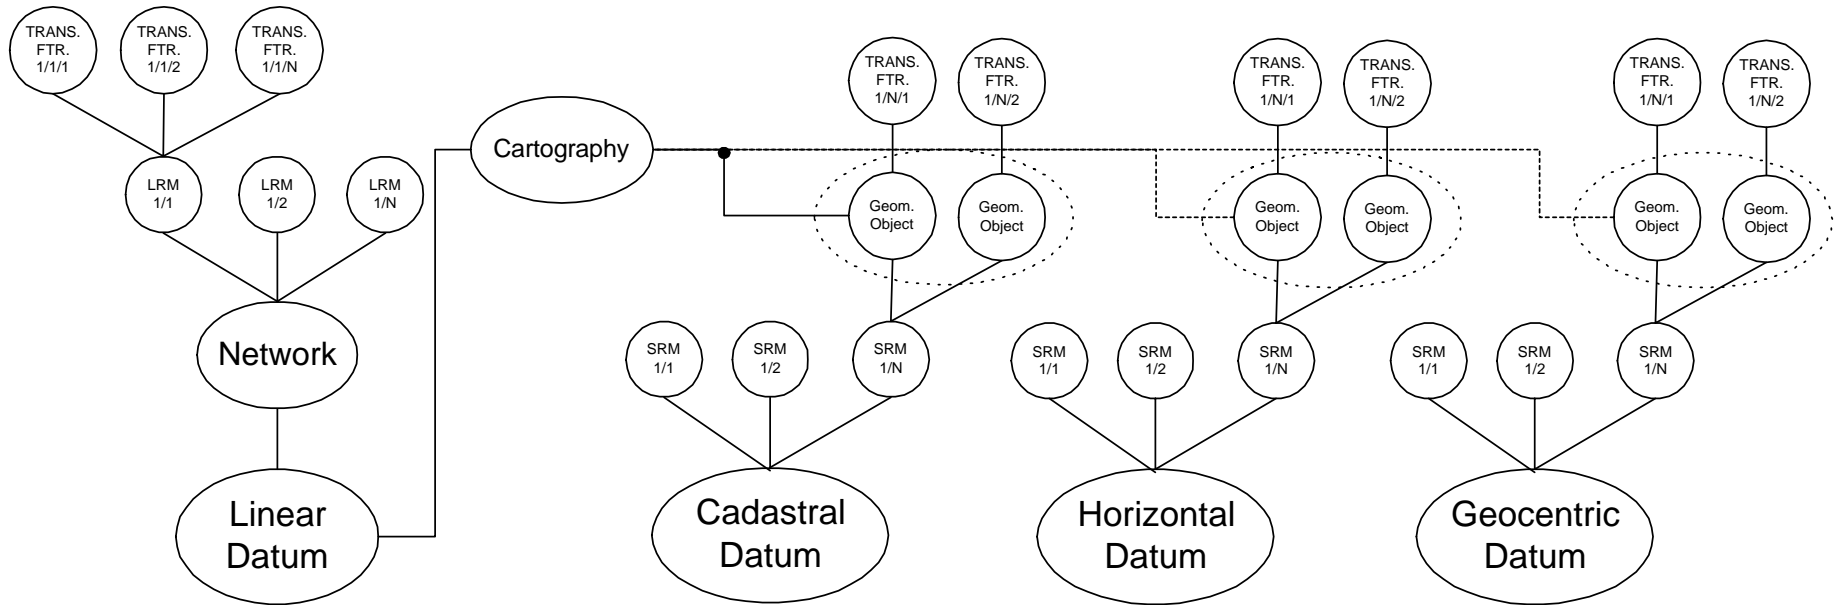 TRANS.
FTR.
1/1/1
TRANS.
FTR.
1/1/2
TRANS.
FTR.
1/1/N
LRM
1/1
LRM
1/2
LRM
1/N
Network
Linear
Datum
Cartography
TRANS.
FTR.
1/N/1
TRANS.
FTR.
1/N/2
Geom.
Object
Geom.
Object
SRM
1/1
SRM
1/2
SRM
1/N
Cadastral
Datum
TRANS.
FTR.
1/N/1
TRANS.
FTR.
1/N/2
Geom.
Object
Geom.
Object
SRM
1/1
SRM
1/2
SRM
1/N
Horizontal
Datum
TRANS.
FTR.
1/N/1
TRANS.
FTR.
1/N/2
Geom.
Object
Geom.
Object
SRM
1/1
SRM
1/2
SRM
1/N
Geocentric
Datum